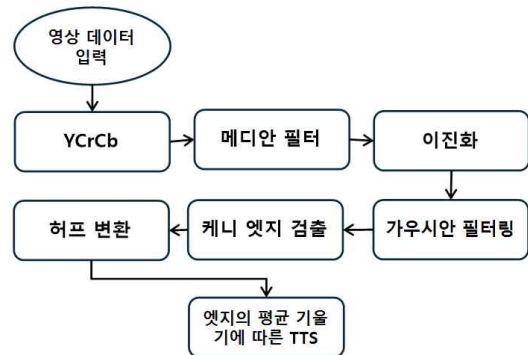 영상 데이터
입력
YCrCb
메디안 필터
이진화
가우시안 필터링
케니 엣지 검출
허프 변환
엣지의 평균 기울
기에 따른 TTS